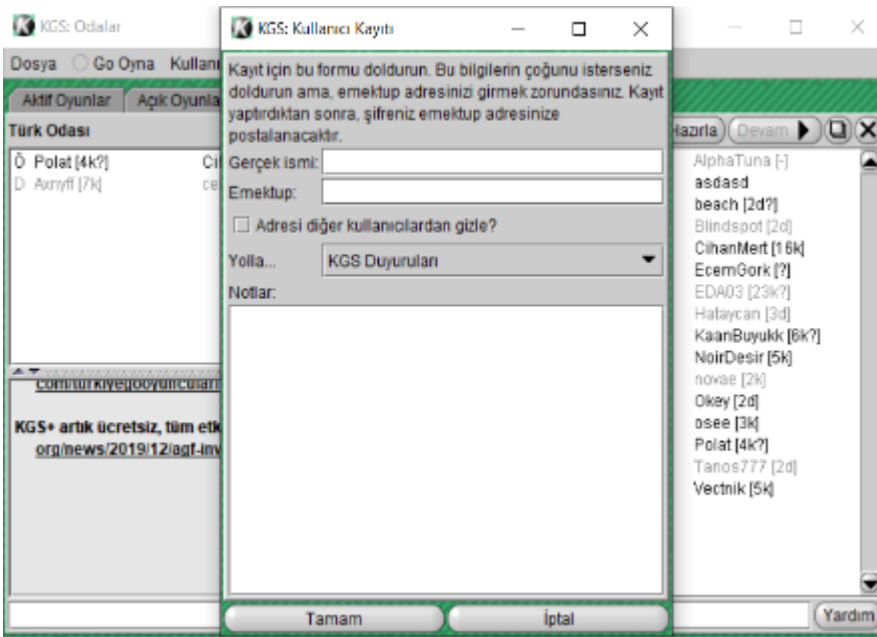 KGS: Odalar
Dosya Go Oyna Kullanı
Aktif Oyunlar Açık Oyunla
Türk Odası
Polat [4k?]
D Axnyff [7k]
KGS+ artık ücretsiz, tüm etk
org/news/2019/12/agf-inv
KGS: Kullanıcı Kayıtı
Kayıt için bu formu doldurun. Bu bilgilerin çoğunu isterseniz
doldurun ama, emektup adresinizi girmek zorundasınız. Kayıt
yaptırdıktan sonra, şifreniz emektup adresinize
postalanacaktır.
Gerçek ismi:
Emektup:
Adresi diğer kullanıcılardan gizle?
Yolla... KGS Duyuruları
Notlar:
Tamam İptal
Hazırla Devam
AlphaTuna [-]
asdasd
beach [2d?]
Blindspot [2d]
CihanMert [16k]
EcemGork [?]
EDA03 [23k?]
Hataycan [3d]
KaanBuyukk [6k?]
NoirDesir [5k]
novae [2k]
Okey [2d]
osee [3k]
Polat [4k?]
Tanos777 [2d]
Vectnik [5k]
Yardım